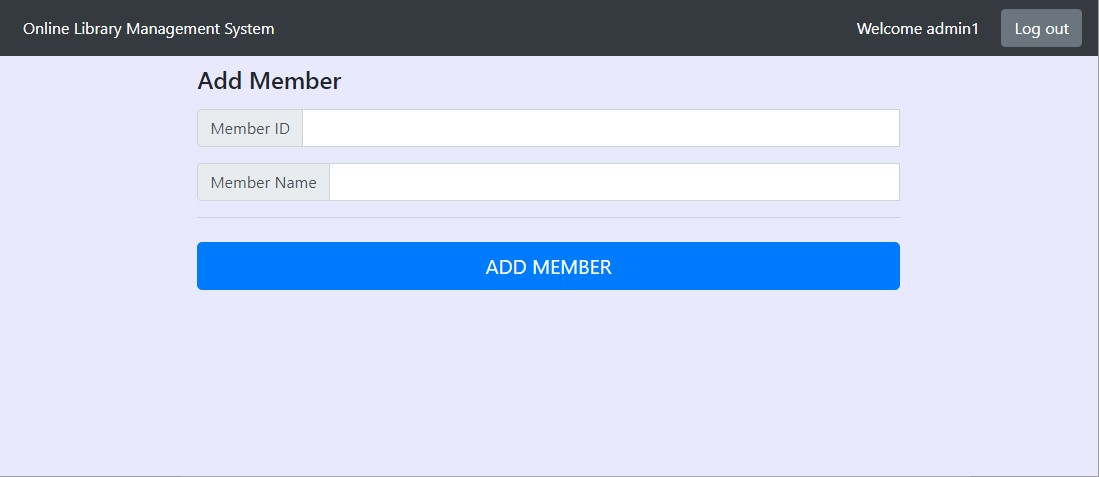 Online Library Management System
Welcome admin1
Log out
Add Member
Member ID
Member Name
ADD MEMBER